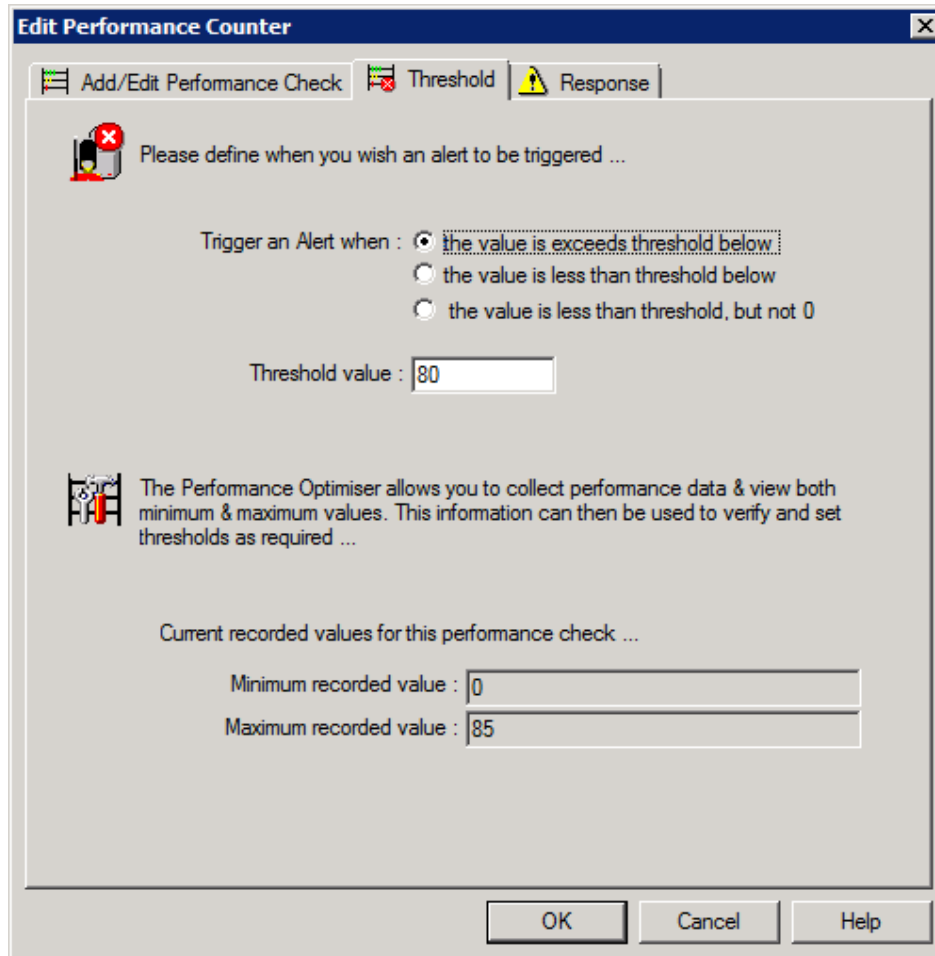 Edit Performance Counter
Add/Edit Performance Check Threshold Response
Please define when you wish an alert to be triggered ...
Trigger an Alert when : the value is exceeds threshold below
the value is less than threshold below
the value is less than threshold, but not 0
Threshold value : 80
The Performance Optimiser allows you to collect performance data & view both
minimum & maximum values. This information can then be used to verify and set
thresholds as required ...
Current recorded values for this performance check ...
Minimum recorded value : 0
Maximum recorded value : 85
OK Cancel Help